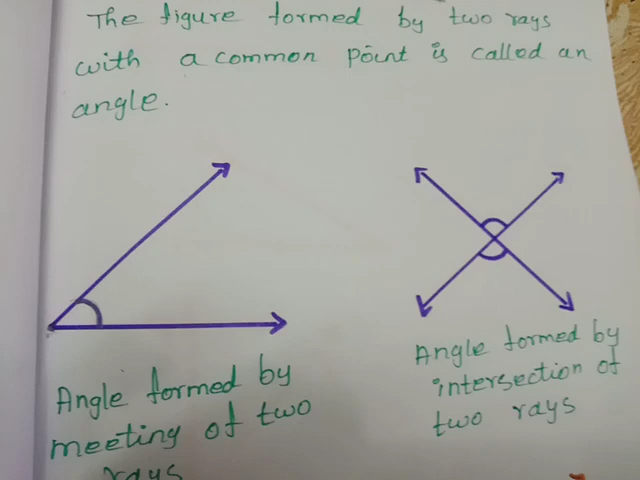 The figure formed by two rays
with a common point is called an
angle.
Angle formed by
meeting of two
rays
Angle formed by
intersection of
two rays